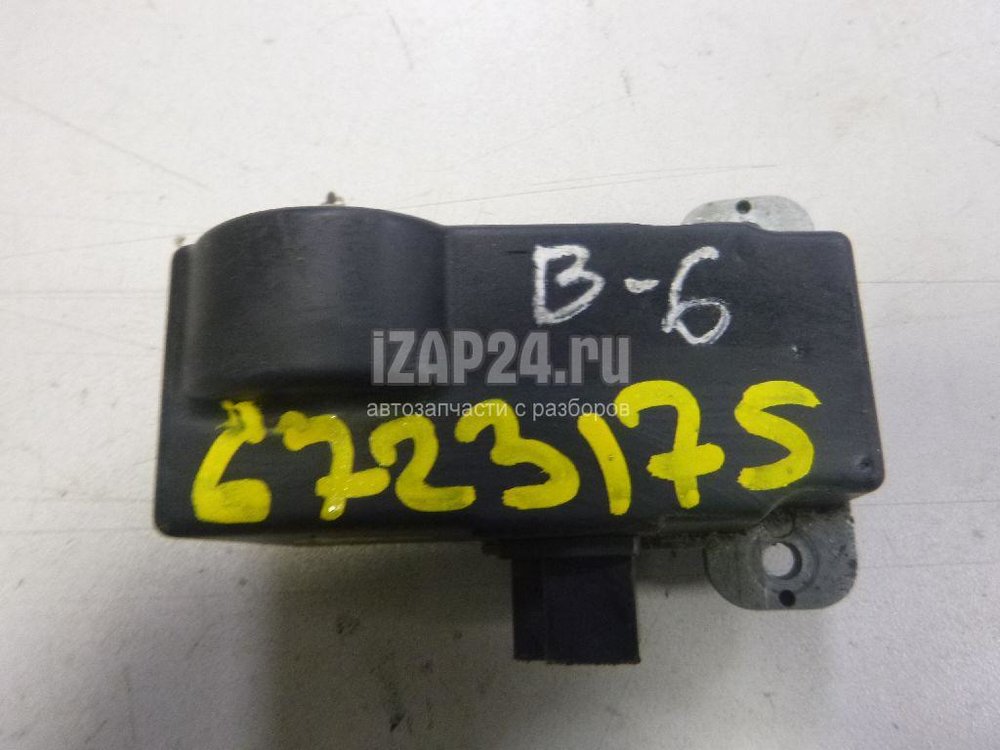 B-6
iZAP24.ru
автозапчасти с разборов
6723175